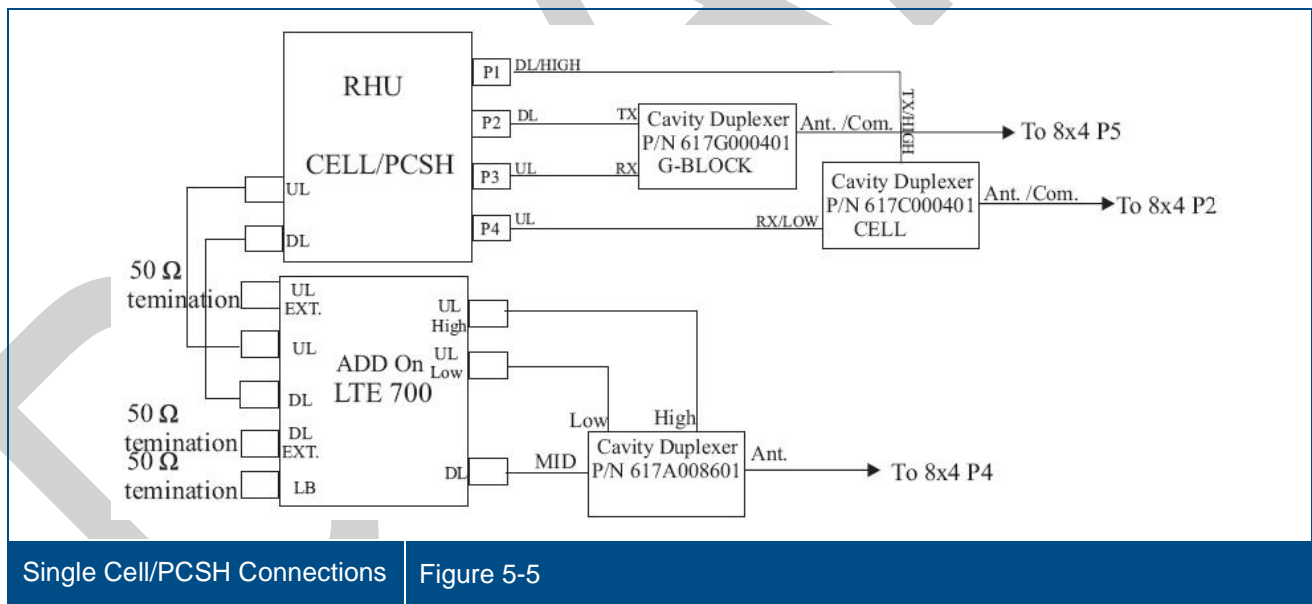 RHU
CELL/PCSH
UL
DL
P1
DL/HIGH
P2
DL
P3
UL
P4
UL
TX
RX
Cavity Duplexer
P/N 617G000401
G-BLOCK
Ant. /Com.
To 8x4 P5
TX/HIGH
RX/LOW
Cavity Duplexer
P/N 617C000401
CELL
Ant. /Com.
To 8x4 P2
50 Ω
temination
UL
EXT.
UL
DL
50 Ω
temination
DL
EXT.
50 Ω
temination
LB
ADD On
LTE 700
UL
High
UL
Low
DL
Low
High
MID
Cavity Duplexer
P/N 617A008601
Ant.
To 8x4 P4
Single Cell/PCSH Connections
Figure 5-5